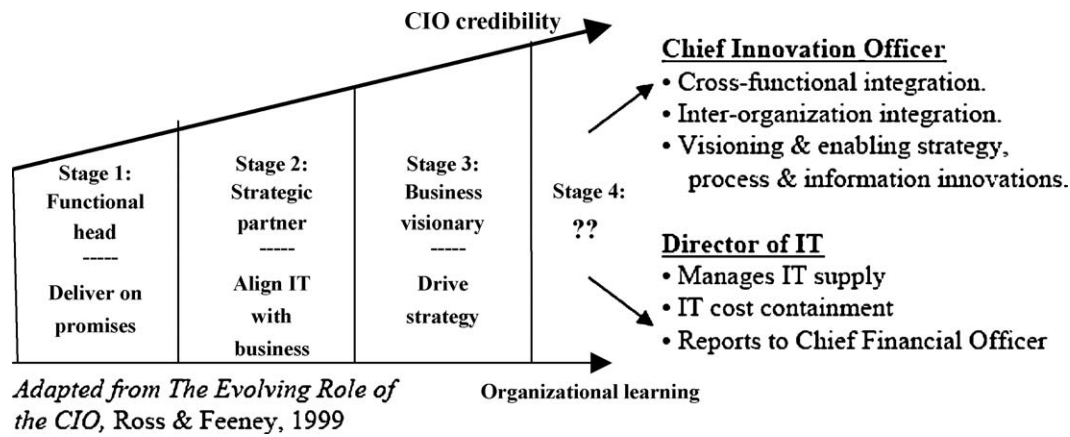 CIO credibility
Stage 1:
Functional
head
-----
Deliver on
promises
Stage 2:
Strategic
partner
-----
Align IT
with
business
Stage 3:
Business
visionary
-----
Drive
strategy
Stage 4:
??
Chief Innovation Officer
• Cross-functional integration.
• Inter-organization integration.
• Visioning & enabling strategy,
process & information innovations.
Director of IT
• Manages IT supply
• IT cost containment
• Reports to Chief Financial Officer
Organizational learning
Adapted from The Evolving Role of
the CIO, Ross & Feeney, 1999